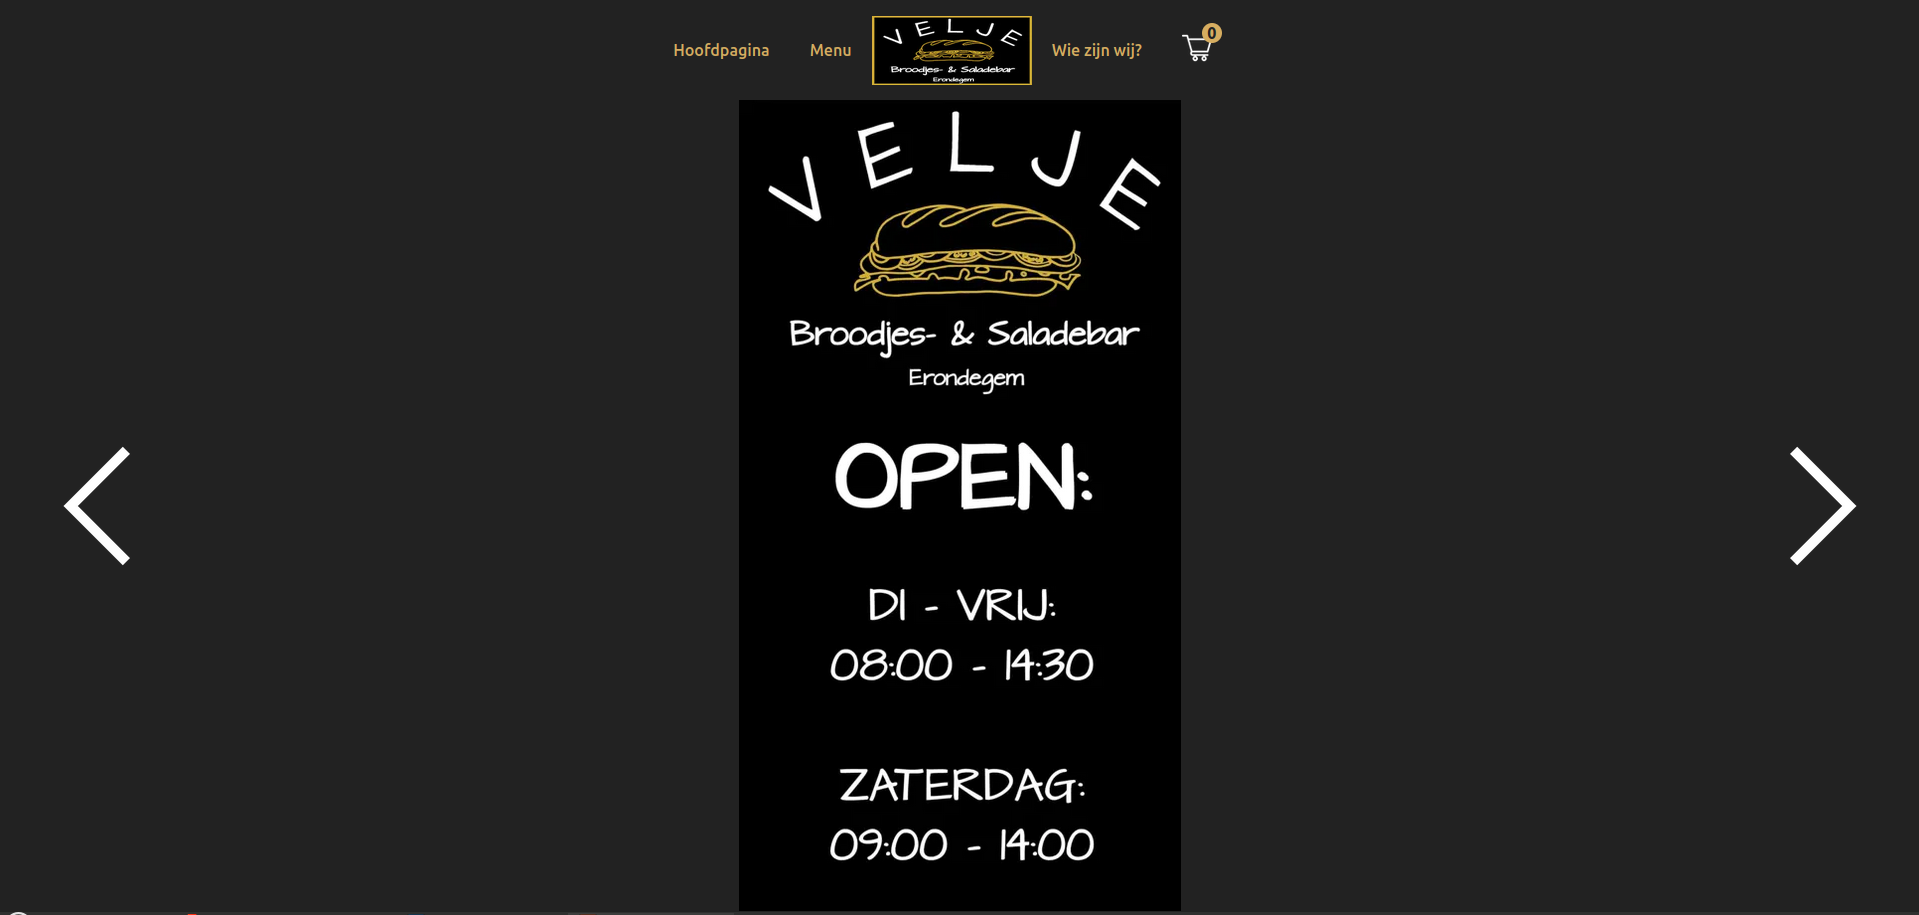 Hoofdpagina
Menu
VELJE
Broodjes- & Saladebar
Erondegem
Wie zijn wij?
0
VELJE
Broodjes- & Saladebar
Erondegem
OPEN:
DI - VRIJ:
08:00 - 14:30
ZATERDAG:
09:00 - 14:00